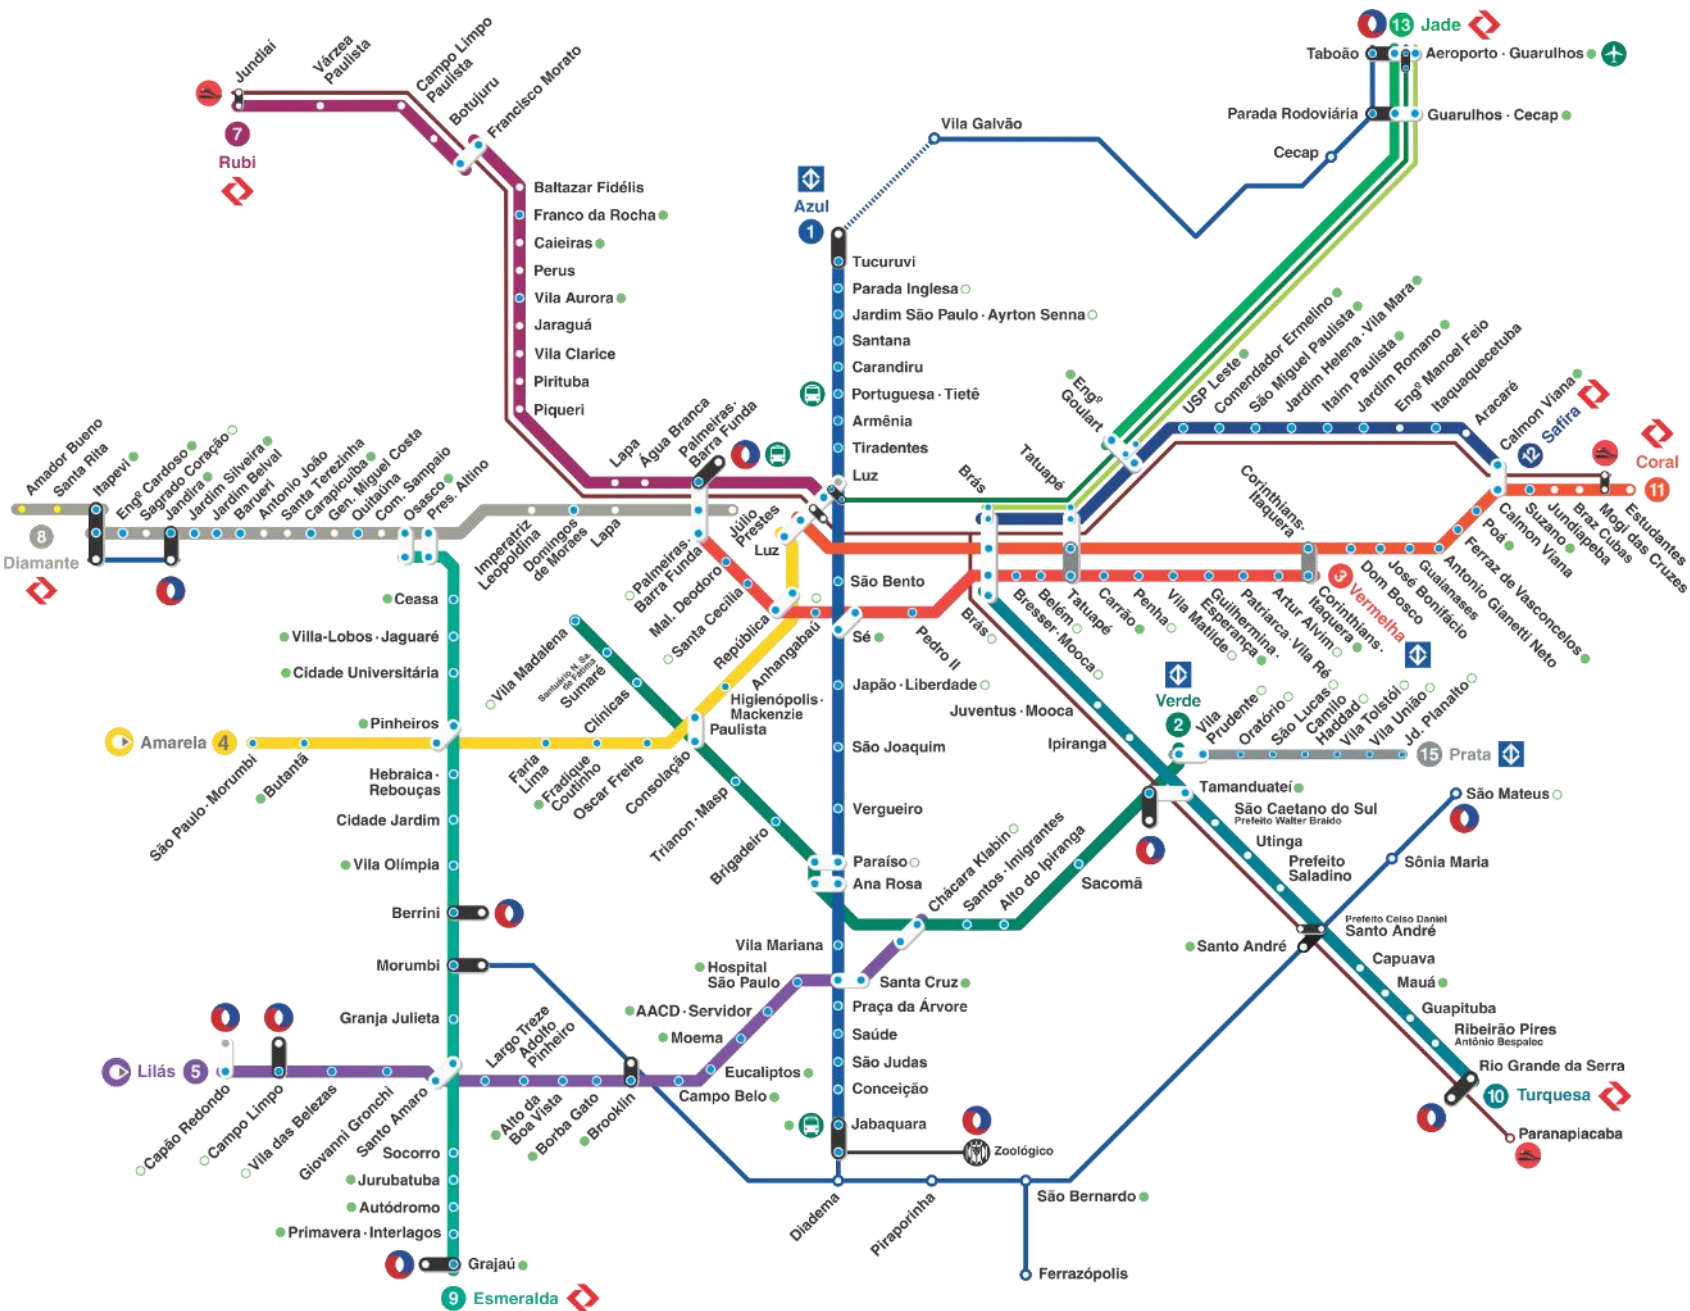 Jundiaí
Várzea
Paulista
Campo Limpo
Paulista
Botujuru
Francisco Morato
7
Rubi
Baltazar Fidélis
Franco da Rocha
Caieiras
Perus
Vila Aurora
Jaraguá
Vila Clarice
Pirituba
Piqueri
Lapa
Água Branca
Palmeiras·
Barra Funda
13
Jade
Taboão
Aeroporto · Guarulhos
Parada Rodoviária
Guarulhos · Cecap
Cecap
Vila Galvão
Azul
1
Tucuruvi
Parada Inglesa
Jardim São Paulo · Ayrton Senna
Santana
Carandiru
Portuguesa · Tietê
Armênia
Tiradentes
Luz
Engº
Goulart
USP Leste
Comendador Ermelino
São Miguel Paulista
Jardim Helena · Vila Mara
Itaim Paulista
Jardim Romano
Engº Manoel Feio
Itaquaquecetuba
Aracaré
Calmon Viana
12
Safira
Coral
11
Amador Bueno
Santa Rita
Itapevi
Engº Cardoso
Sagrado Coração
Jandira
Jardim Silveira
Jardim Belval
Barueri
Antonio João
Santa Terezinha
Carapicuíba
Gen. Miguel Costa
Quitaúna
Com. Sampaio
Osasco
Pres. Altino
8
Diamante
Imperatriz
Leopoldina
Domingos
de Moraes
Lapa
Júlio
Prestes
Luz
Brás
Tatuapé
Corinthians-
Itaquera
Suzano
Jundiapeba
Braz Cubas
Mogi das Cruzes
Estudantes
Calmon Viana
Poá
Ferraz de Vasconcelos
Antonio Gianetti Neto
Guaianases
José Bonifácio
Dom Bosco
Palmeiras·
Barra Funda
Mal. Deodoro
Santa Cecília
República
Anhangabaú
São Bento
Sé
Pedro II
Brás
Bresser · Mooca
Belém
Tatuapé
Carrão
Penha
Vila
Matilde
Guilhermina ·
Esperança
Patriarca · Vila Ré
Artur Alvim
Corinthians·
Itaquera
3
Vermelha
Ceasa
Villa-Lobos · Jaguaré
Cidade Universitária
Pinheiros
Hebraica ·
Rebouças
Cidade Jardim
Vila Olímpia
Berrini
Morumbi
Granja Julieta
Santo Amaro
Socorro
Jurubatuba
Autódromo
Primavera · Interlagos
Grajaú
9
Esmeralda
Amarela
4
São Paulo · Morumbi
Butantã
Faria
Lima
Fradique
Coutinho
Oscar Freire
Paulista
Higienópolis ·
Mackenzie
Vila Madalena
Santuário N. Sa.
de Fatima
Sumaré
Clínicas
Consolação
Trianon · Masp
Brigadeiro
Paraíso
Ana Rosa
Chácara Klabin
Santos · Imigrantes
Alto do Ipiranga
Sacomã
Tamanduateí
Verde
2
Vila
Prudente
Oratório
São Lucas
Camilo
Haddad
Vila Tolstói
Vila União
Jd. Planalto
15
Prata
Japão · Liberdade
São Joaquim
Vergueiro
Vila Mariana
Santa Cruz
Praça da Árvore
Saúde
São Judas
Conceição
Jabaquara
Zoológico
Juventus · Mooca
Ipiranga
São Caetano do Sul
Prefeito Walter Braido
Utinga
Prefeito
Saladino
Prefeito Celso Daniel
Santo André
Santo André
Capuava
Mauá
Guapituba
Ribeirão Pires
Antônio Bespalec
Rio Grande da Serra
10
Turquesa
Paranapiacaba
São Mateus
Sônia Maria
São Bernardo
Ferrazópolis
Piraporinha
Diadema
Lilás
5
Capão Redondo
Campo Limpo
Vila das Belezas
Giovanni Gronchi
Largo Treze
Adolfo
Pinheiro
Alto da
Boa Vista
Borba Gato
Brooklin
Campo Belo
Eucaliptos
Moema
AACD · Servidor
Hospital
São Paulo